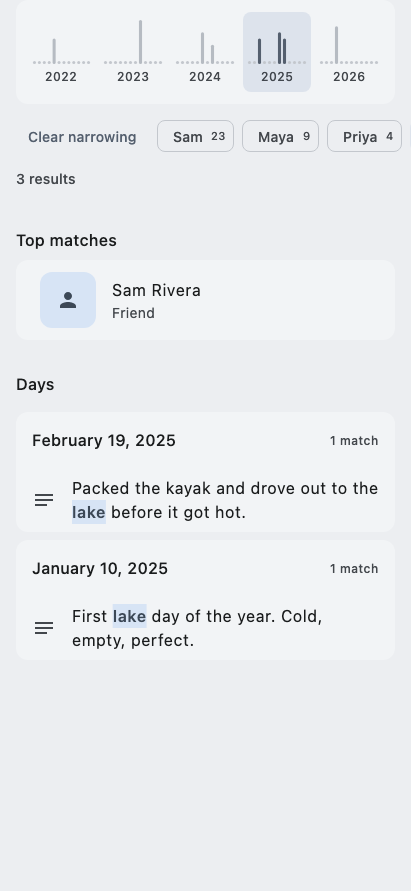 2022 2023 2024 2025 2026
Clear narrowing Sam 23 Maya 9 Priya 4
3 results
Top matches
Sam Rivera
Friend
Days
February 19, 2025 1 match
Packed the kayak and drove out to the
lake before it got hot.
January 10, 2025 1 match
First lake day of the year. Cold,
empty, perfect.